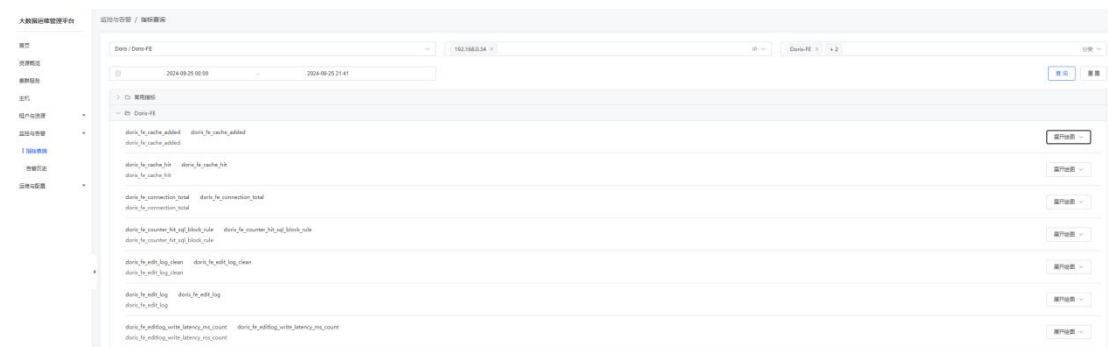 大数据运维管理平台
监控与告警 / 指标查询
首页
资源概览
集群服务
主机
租户与资源
监控与告警
指标查询
告警历史
运维与配置
Doris / Doris-FE
192.168.0.34 × IP
Doris-FE × + 2 分类
2024-09-25 00:00 → 2024-09-25 21:41
查 询 重 置
常用指标
Doris-FE
doris_fe_cache_added doris_fe_cache_added
doris_fe_cache_added
展开绘图
doris_fe_cache_hit doris_fe_cache_hit
doris_fe_cache_hit
展开绘图
doris_fe_connection_total doris_fe_connection_total
doris_fe_connection_total
展开绘图
doris_fe_counter_hit_sql_block_rule doris_fe_counter_hit_sql_block_rule
doris_fe_counter_hit_sql_block_rule
展开绘图
doris_fe_edit_log_clean doris_fe_edit_log_clean
doris_fe_edit_log_clean
展开绘图
doris_fe_edit_log doris_fe_edit_log
doris_fe_edit_log
展开绘图
doris_fe_editlog_write_latency_ms_count doris_fe_editlog_write_latency_ms_count
doris_fe_editlog_write_latency_ms_count
展开绘图